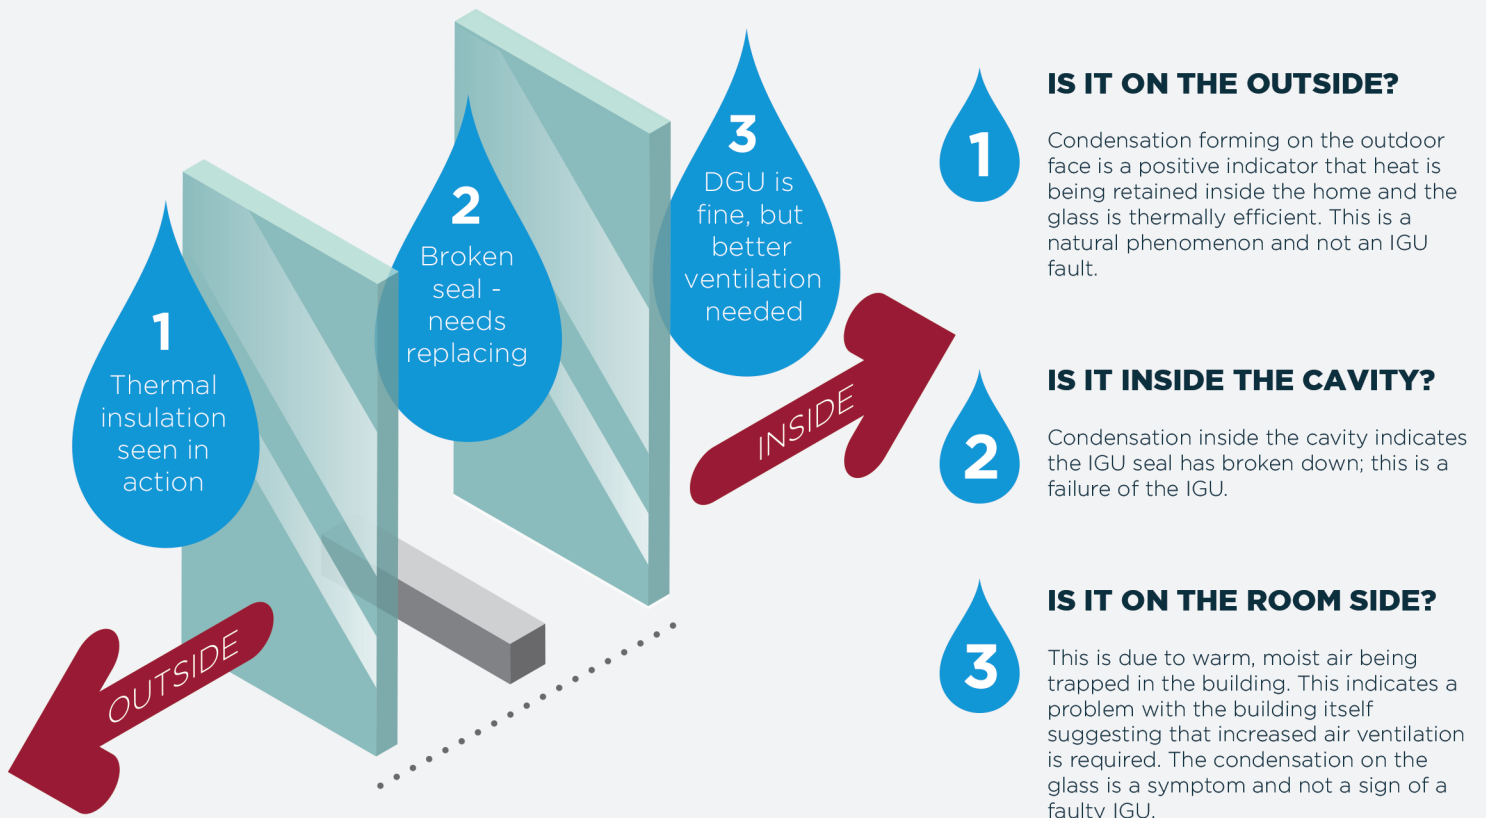 1
Thermal
insulation
seen in
action
2
Broken
seal -
needs
replacing
3
DGU is
fine, but
better
ventilation
needed
OUTSIDE
INSIDE
1
IS IT ON THE OUTSIDE?
Condensation forming on the outdoor
face is a positive indicator that heat is
being retained inside the home and the
glass is thermally efficient. This is a
natural phenomenon and not an IGU
fault.
2
IS IT INSIDE THE CAVITY?
Condensation inside the cavity indicates
the IGU seal has broken down; this is a
failure of the IGU.
3
IS IT ON THE ROOM SIDE?
This is due to warm, moist air being
trapped in the building. This indicates a
problem with the building itself
suggesting that increased air ventilation
is required. The condensation on the
glass is a symptom and not a sign of a
faulty IGU.